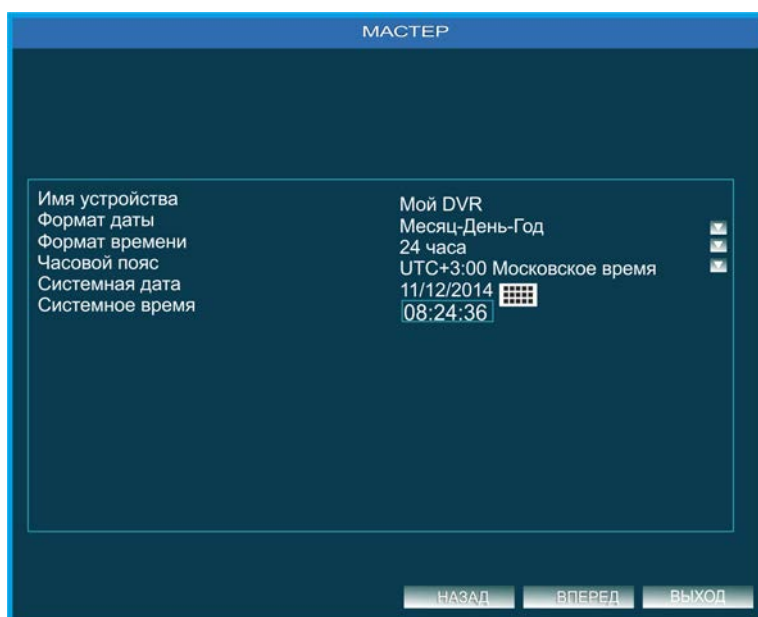 МАСТЕР
Имя устройства Мой DVR
Формат даты Месяц-День-Год
Формат времени 24 часа
Часовой пояс UTC+3:00 Московское время
Системная дата 11/12/2014
Системное время 08:24:36
НАЗАД ВПЕРЕД ВЫХОД